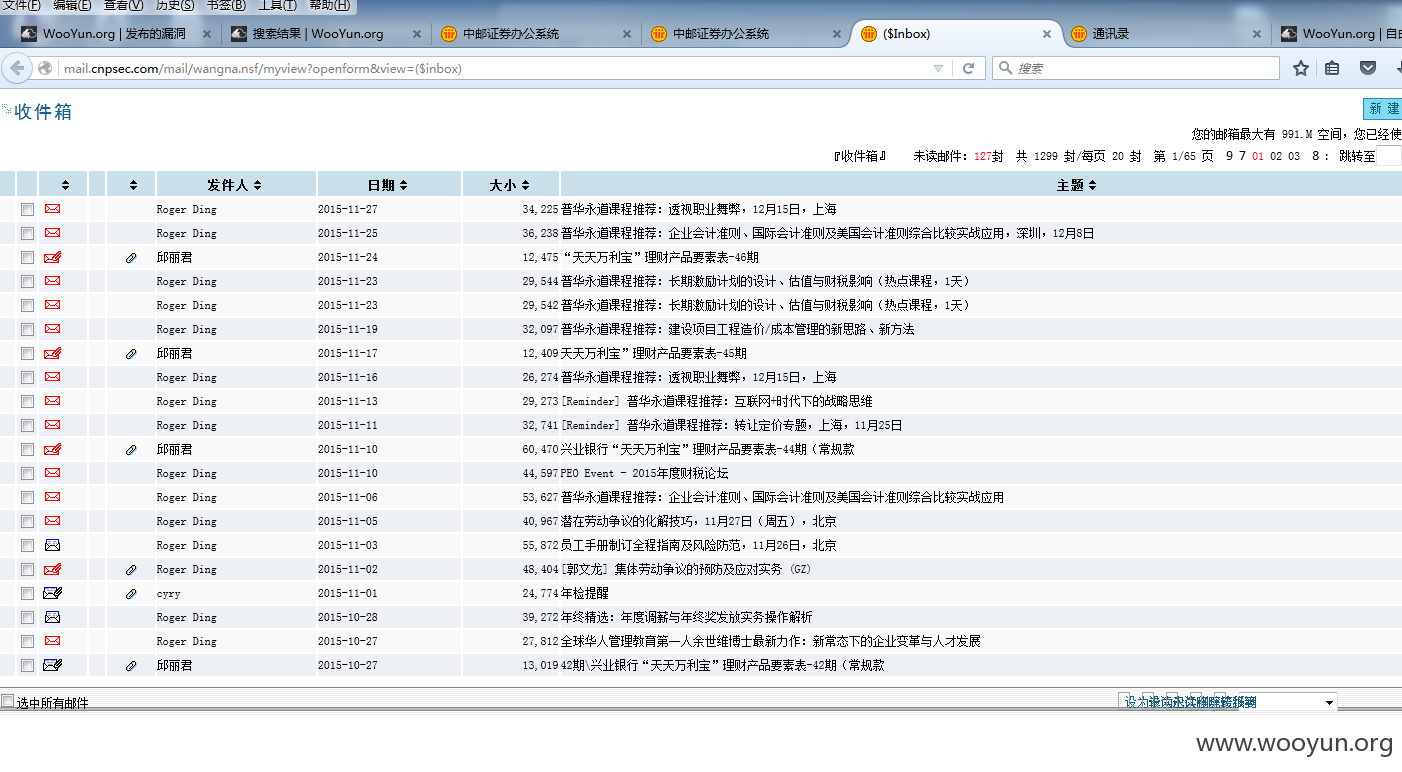 文件(F) 编辑(E) 查看(V) 历史(S) 书签(B) 工具(T) 帮助(H)
WooYun.org | 发布的漏洞 搜索结果 | WooYun.org 中邮证券办公系统 中邮证券办公系统 ($Inbox) 通讯录 WooYun.org | 自由
mail.cnpsec.com/mail/wangna.nsf/myview?openform&view=($inbox) 搜索
收件箱 新 建
您的邮箱最大有 991.M 空间，您已经使
『收件箱』 未读邮件：127封 共 1299 封/每页 20 封 第 1/65 页 9 7 01 02 03 8 : 跳转至
发件人 日期 大小 主题
Roger Ding 2015-11-27 34,225 普华永道课程推荐：透视职业舞弊，12月15日，上海
Roger Ding 2015-11-25 36,238 普华永道课程推荐：企业会计准则、国际会计准则及美国会计准则综合比较实战应用，深圳，12月8日
邱丽君 2015-11-24 12,475 “天天万利宝”理财产品要素表-46期
Roger Ding 2015-11-23 29,544 普华永道课程推荐：长期激励计划的设计、估值与财税影响（热点课程，1天）
Roger Ding 2015-11-23 29,542 普华永道课程推荐：长期激励计划的设计、估值与财税影响（热点课程，1天）
Roger Ding 2015-11-19 32,097 普华永道课程推荐：建设项目工程造价/成本管理的新思路、新方法
邱丽君 2015-11-17 12,409 天天万利宝”理财产品要素表-45期
Roger Ding 2015-11-16 26,274 普华永道课程推荐：透视职业舞弊，12月15日，上海
Roger Ding 2015-11-13 29,273 [Reminder] 普华永道课程推荐：互联网+时代下的战略思维
Roger Ding 2015-11-11 32,741 [Reminder] 普华永道课程推荐：转让定价专题，上海，11月25日
邱丽君 2015-11-10 60,470 兴业银行“天天万利宝”理财产品要素表-44期（常规款
Roger Ding 2015-11-10 44,597 PEO Event - 2015年度财税论坛
Roger Ding 2015-11-06 53,627 普华永道课程推荐：企业会计准则、国际会计准则及美国会计准则综合比较实战应用
Roger Ding 2015-11-05 40,967 潜在劳动争议的化解技巧，11月27日（周五），北京
Roger Ding 2015-11-03 55,872 员工手册制订全程指南及风险防范，11月26日，北京
Roger Ding 2015-11-02 48,404 [郭文龙] 集体劳动争议的预防及应对实务 (GZ)
cyry 2015-11-01 24,774 年检提醒
Roger Ding 2015-10-28 39,272 年终精选：年度调薪与年终奖发放实务操作解析
Roger Ding 2015-10-27 27,812 全球华人管理教育第一人余世维博士最新力作：新常态下的企业变革与人才发展
邱丽君 2015-10-27 13,019 42期\兴业银行“天天万利宝”理财产品要素表-42期（常规款
选中所有邮件
www.wooyun.org